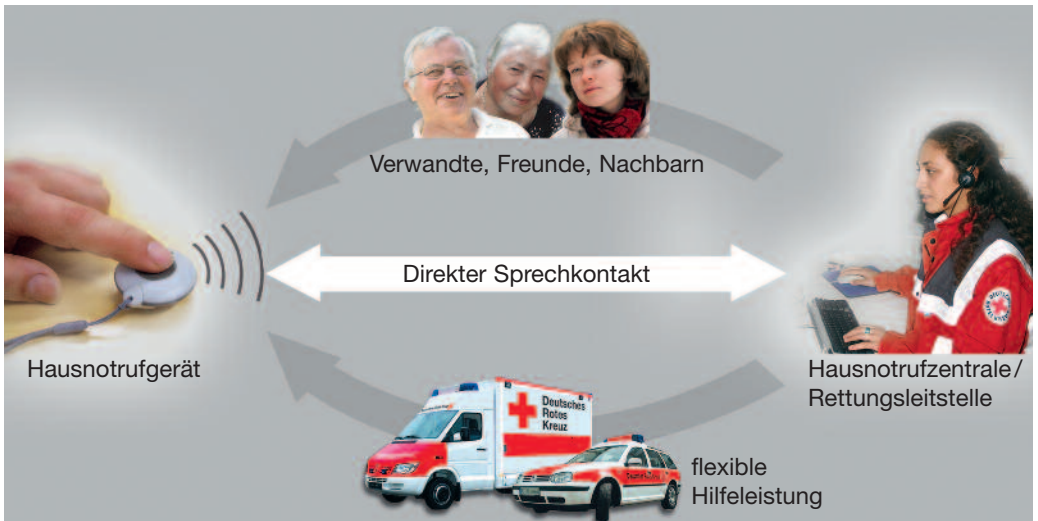 Verwandte, Freunde, Nachbarn
Direkter Sprechkontakt
Hausnotrufgerät
Hausnotrufzentrale/
Rettungsleitstelle
Deutsches
Rotes
Kreuz
flexible
Hilfeleistung